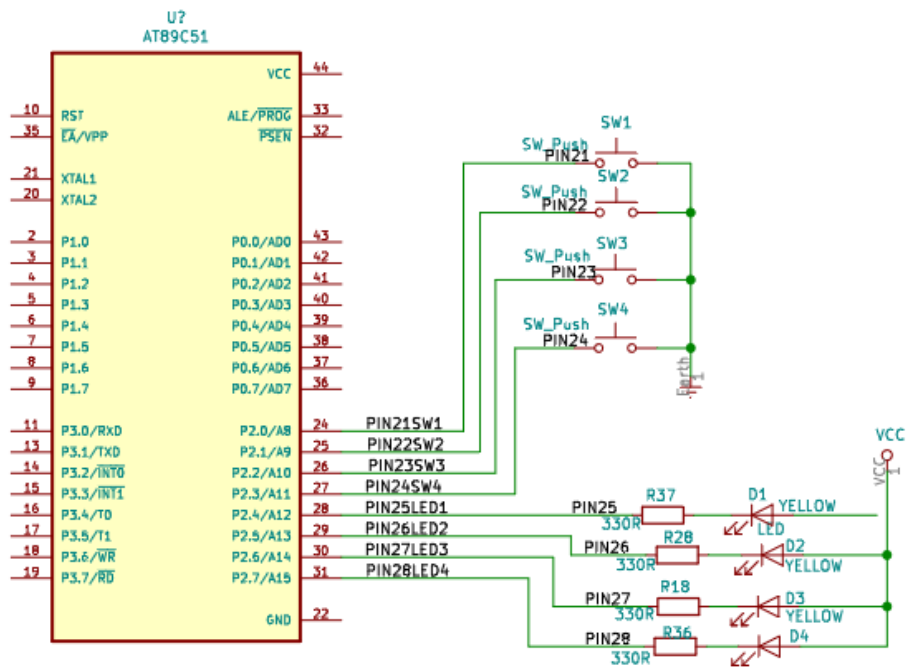 U?
AT89C51
VCC 44
10 RST
ALE/PROG 33
35 EA/VPP
PSEN 32
21 XTAL1
20 XTAL2
2 P1.0
P0.0/AD0 43
3 P1.1
P0.1/AD1 42
4 P1.2
P0.2/AD2 41
5 P1.3
P0.3/AD3 40
6 P1.4
P0.4/AD4 39
7 P1.5
P0.5/AD5 38
8 P1.6
P0.6/AD6 37
9 P1.7
P0.7/AD7 36
11 P3.0/RXD
P2.0/A8 24
13 P3.1/TXD
P2.1/A9 25
14 P3.2/INT0
P2.2/A10 26
15 P3.3/INT1
P2.3/A11 27
16 P3.4/T0
P2.4/A12 28
17 P3.5/T1
P2.5/A13 29
18 P3.6/WR
P2.6/A14 30
19 P3.7/RD
P2.7/A15 31
GND 22
PIN21SW1
PIN22SW2
PIN23SW3
PIN24SW4
PIN25LED1
PIN26LED2
PIN27LED3
PIN28LED4
SW1
SW_Push
PIN21
SW2
SW_Push
PIN22
SW3
SW_Push
PIN23
SW4
SW_Push
PIN24
Earth
1
VCC
VCC
1
PIN25
R37
330R
D1
YELLOW
LED
PIN26
R28
330R
D2
YELLOW
PIN27
R18
330R
D3
YELLOW
PIN28
R36
330R
D4